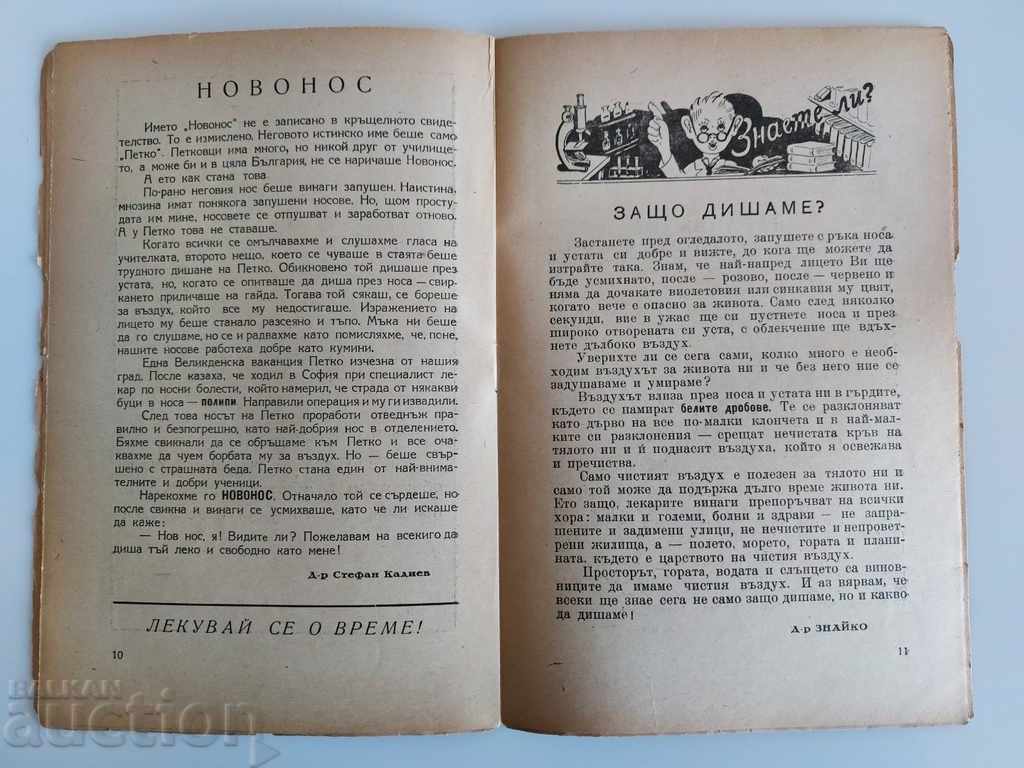 НОВОНОС
Името „Новонос" не е записано в кръщелното свиде-
телство. То е измислено. Неговото истинско име беше само
„Петко". Петковци има много, но никой друг от училище-
то, а може би и в цяла България, не се наричаше Новонос.
А ето как стана това.
По-рано неговия нос беше винаги запушен. Наистина,
мнозина имат понякога запушени носове. Но, щом просту-
дата им мине, носовете се отпушват и заработват отново.
А у Петко това не ставаше.
Когато всички се омълчавахме и слушахме гласа на
учителката, второто нещо, което се чуваше в стаята беше
трудното дишане на Петко. Обикновено той дишаше през
устата, но, когато се опитваше да диша през носа — свир-
кането приличаше на гайда. Тогава той сякаш, се бореше
за въздух, който все му недостигаше. Изражението на
лицето му беше станало разсеяно и тъпо. Мъка ни беше
да го слушаме, но се и радвахме като помисляхме, че, поне,
нашите носове работеха добре като кумини.
Една Великденска ваканция Петко изчезна от нашия
град. После казаха, че ходил в София при специалист ле-
кар по носни болести, който намерил, че страда от някакви
буци в носа — полипи. Направили операция и му ги извадили.
След това носът на Петко проработи отведнъж пра-
вилно и безпогрешно, като най-добрия нос в отделението.
Бяхме свикнали да се обръщаме към Петко и все оча-
квахме да чуем борбата му за въздух. Но — беше свър-
шено с страшната беда. Петко стана един от най-внима-
телните и добри ученици.
Нарекохме го НОВОНОС. Отначало той се сърдеше, но
после свикна и винаги се усмихваше, като че ли искаше
да каже:
— Нов нос, я! Видите ли? Пожелавам на всекиго да
диша тъй леко и свободно като мене!
Д-р Стефан Калчев
ЛЕКУВАЙ СЕ О ВРЕМЕ!
10
Знаете ли?
ЗАЩО ДИШАМЕ?
Застанете пред огледалото, запушете с ръка носа
и устата си добре и вижте, до кога ще можете да
изтрайте така. Знам, че най-напред лицето Ви ще
бъде усмихнато, после — розово, после — червено и
няма да дочакате виолетовия или синкавия му цвят,
когато вече е опасно за живота. Само след няколко
секунди, вие в ужас ще си пуснете носа и през
широко отворената си уста, с облекчение ще вдъх-
нете дълбоко въздух.
Уверихте ли се сега сами, колко много е необ-
ходим въздухът за живота ни и че без него ние се
задушаваме и умираме?
Въздухът влиза през носа и устата ни в гърдите,
където се намират белите дробове. Те се разклоняват
като дърво на все по-малки клончета и в най-мал-
ките си разклонения — срещат нечистата кръв на
тялото ни и ѝ поднасят въздуха, който я освежава
и пречиства.
Само чистият въздух е полезен за тялото ни и
само той може да поддържа дълго време живота ни.
Ето защо, лекарите винаги препоръчват на всички
хора: малки и големи, болни и здрави — не запра-
шените и задимени улици, не нечистите и непровет-
рени жилища, а — полето, морето, гората и плани-
ната, където е царството на чистия въздух.
Просторът, гората, водата и слънцето са винов-
ниците да имаме чистия въздух. И аз вярвам, че
всеки ще знае сега не само защо дишаме, но и какво
да дишаме!
Д-р ЗНАЙКО
11
BALKAN
auction